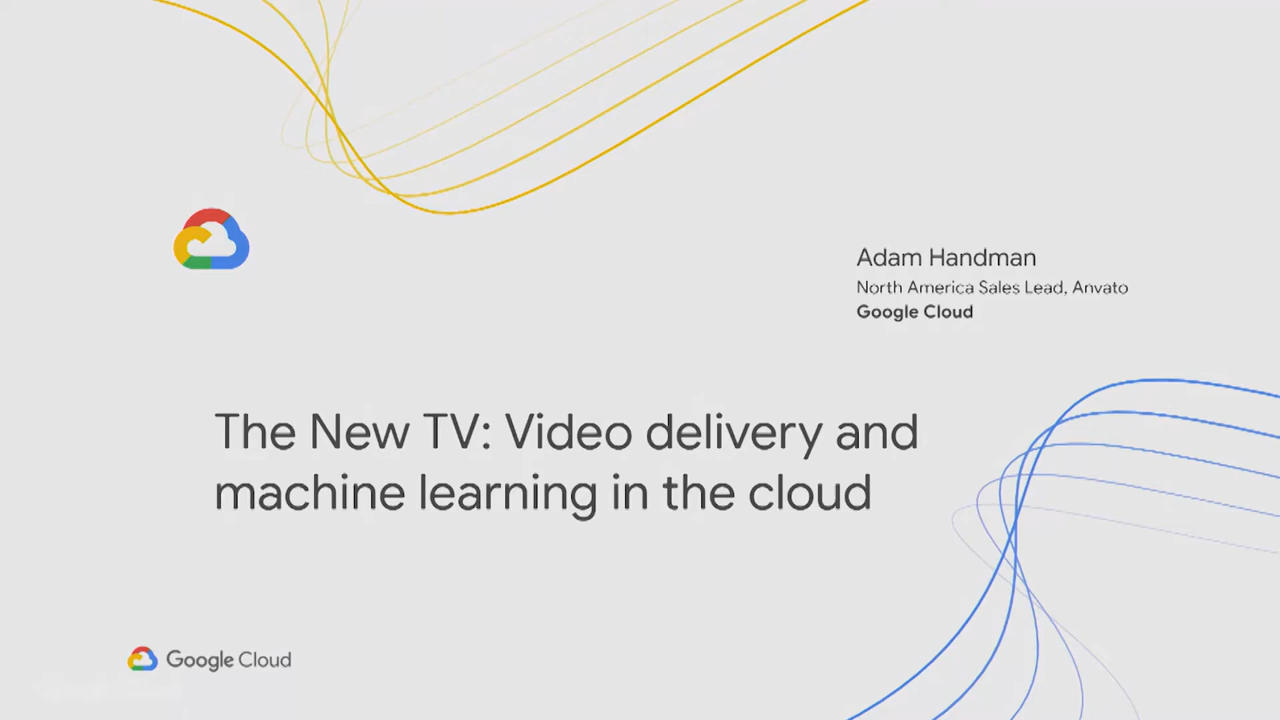 Adam Handman
North America Sales Lead, Anvato
Google Cloud
The New TV: Video delivery and
machine learning in the cloud
Google Cloud